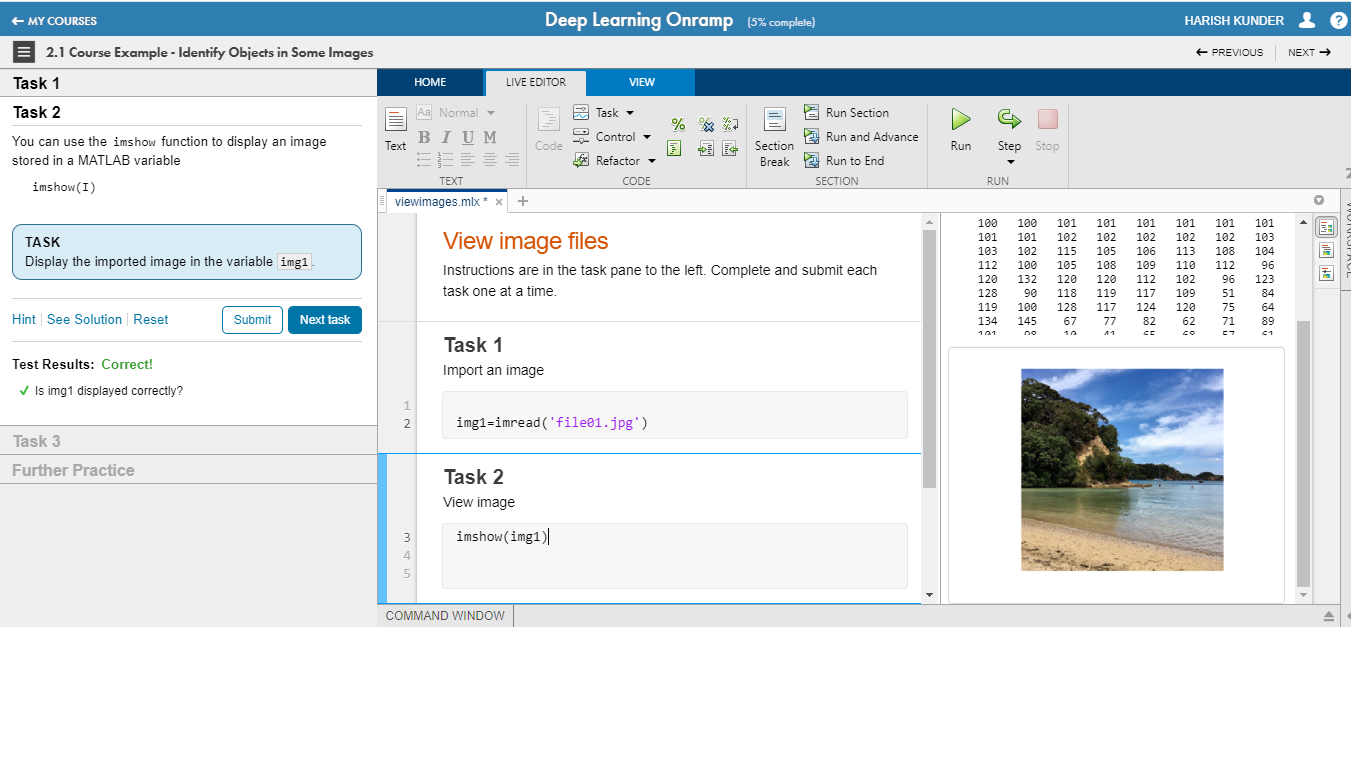 MY COURSES
Deep Learning Onramp (5% complete)
HARISH KUNDER
2.1 Course Example - Identify Objects in Some Images
PREVIOUS
NEXT
Task 1
Task 2
You can use the imshow function to display an image
stored in a MATLAB variable
imshow(I)
TASK
Display the imported image in the variable img1.
Hint See Solution Reset
Submit
Next task
Test Results: Correct!
Is img1 displayed correctly?
Task 3
Further Practice
HOME
LIVE EDITOR
VIEW
Text
Aa Normal
B I U M
TEXT
Code
Task
Control
Refactor
CODE
Section
Break
Run Section
Run and Advance
Run to End
SECTION
Run
Step
Stop
RUN
viewimages.mlx *
View image files
Instructions are in the task pane to the left. Complete and submit each
task one at a time.
Task 1
Import an image
1
2 img1=imread('file01.jpg')
Task 2
View image
3 imshow(img1)
4
5
100 100 101 101 101 101 101 101
101 101 102 102 102 102 102 103
103 102 115 105 106 113 108 104
112 100 105 108 109 110 112 96
120 132 120 120 112 102 96 123
128 90 118 119 117 109 51 84
119 100 128 117 124 120 75 64
134 145 67 77 82 62 71 89
WORKSPACE
COMMAND WINDOW